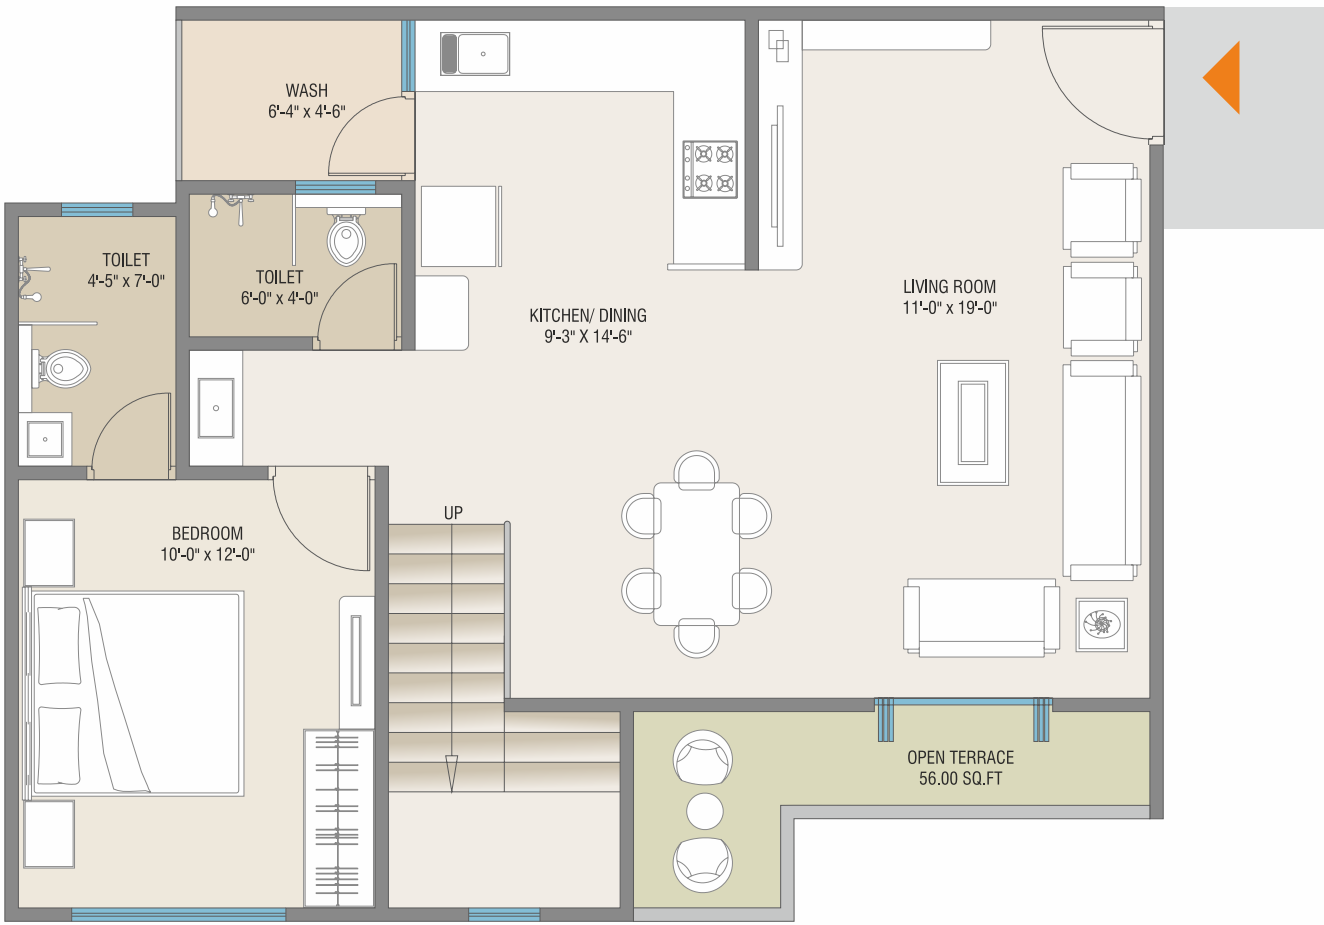 WASH
6'-4" x 4'-6"
TOILET
4'-5" x 7'-0"
TOILET
6'-0" x 4'-0"
KITCHEN/ DINING
9'-3" X 14'-6"
LIVING ROOM
11'-0" x 19'-0"
UP
BEDROOM
10'-0" x 12'-0"
OPEN TERRACE
56.00 SQ.FT